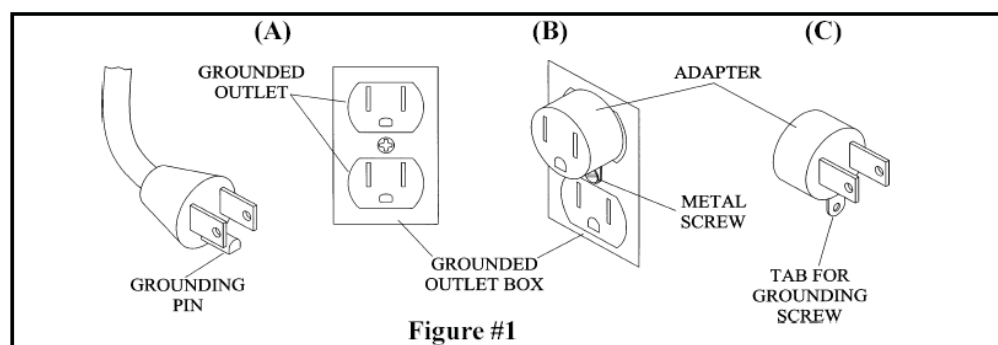 (A)
(B)
(C)
GROUNDED
OUTLET
ADAPTER
METAL
SCREW
GROUNDING
PIN
GROUNDED
OUTLET BOX
TAB FOR
GROUNDING
SCREW
Figure #1